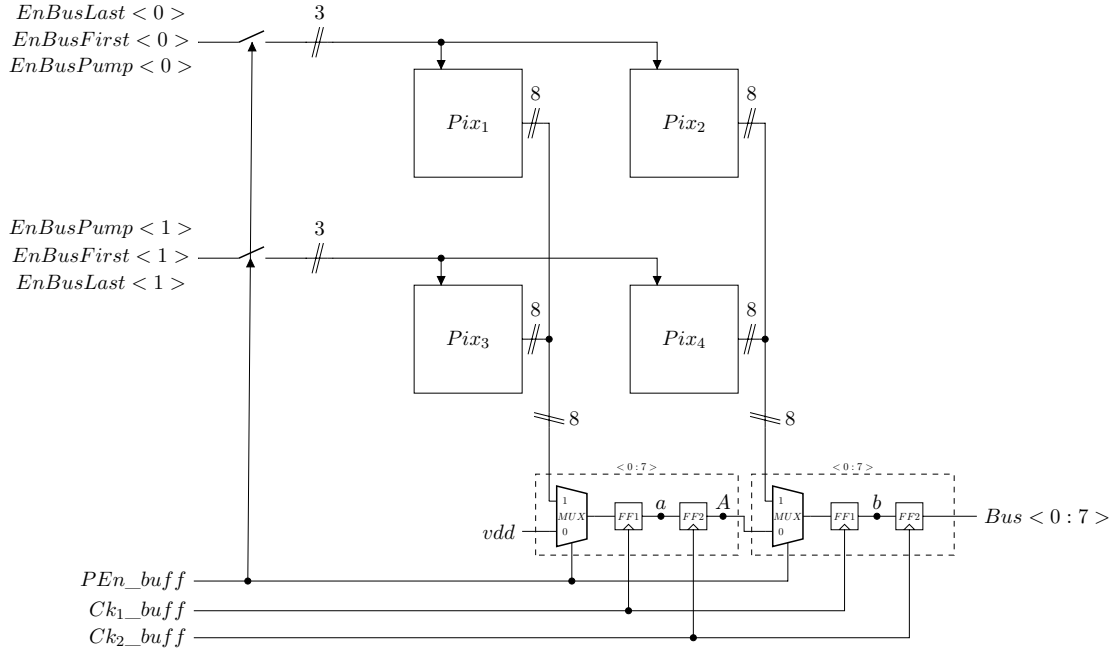 EnBusLast < 0 >
EnBusFirst < 0 >
EnBusPump < 0 >
3
8
8
Pix1
Pix2
EnBusPump < 1 >
EnBusFirst < 1 >
EnBusLast < 1 >
3
8
8
Pix3
Pix4
8
8
< 0 : 7 >
< 0 : 7 >
1
MUX
0
FF1
a
FF2
A
1
MUX
0
FF1
b
FF2
Bus < 0 : 7 >
vdd
PEn_buff
Ck1_buff
Ck2_buff